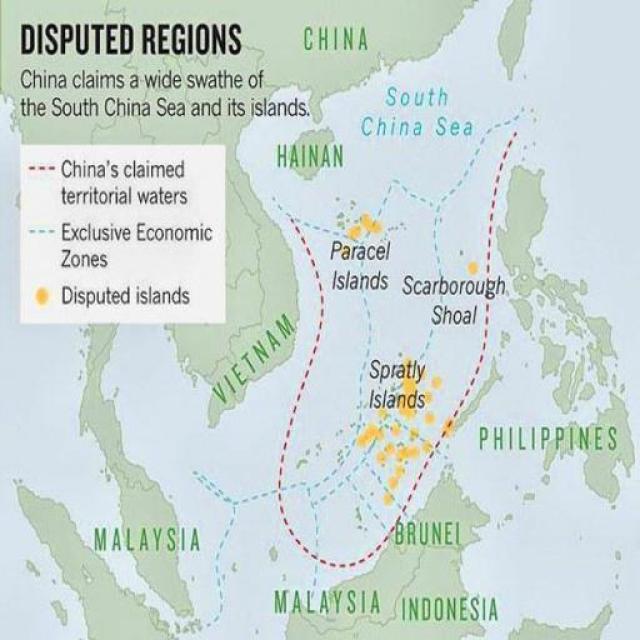 DISPUTED REGIONS
China claims a wide swathe of
the South China Sea and its islands.
China's claimed
territorial waters
Exclusive Economic
Zones
Disputed islands
CHINA
South
China Sea
HAINAN
Paracel
Islands
Scarborough
Shoal
VIETNAM
Spratly
Islands
PHILIPPINES
MALAYSIA
BRUNEI
MALAYSIA
INDONESIA